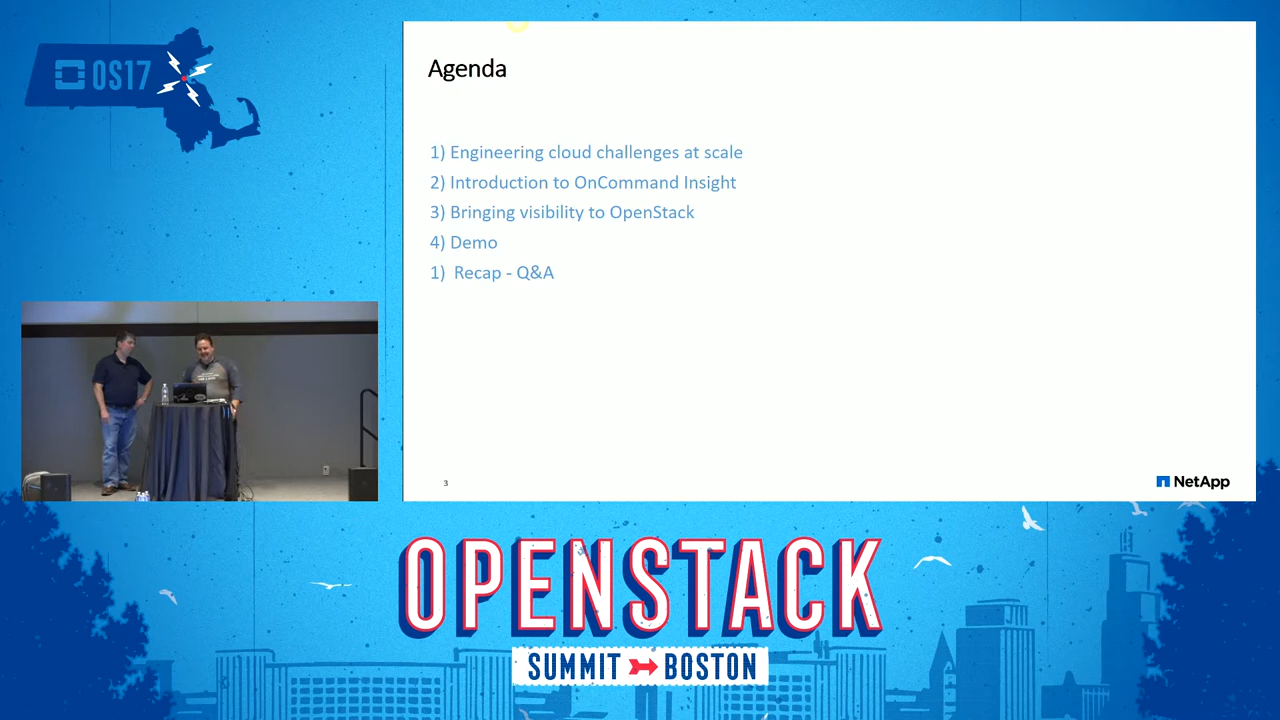 OS17
Agenda
1) Engineering cloud challenges at scale
2) Introduction to OnCommand Insight
3) Bringing visibility to OpenStack
4) Demo
1) Recap - Q&A
3
NetApp
OPENSTACK
SUMMIT BOSTON